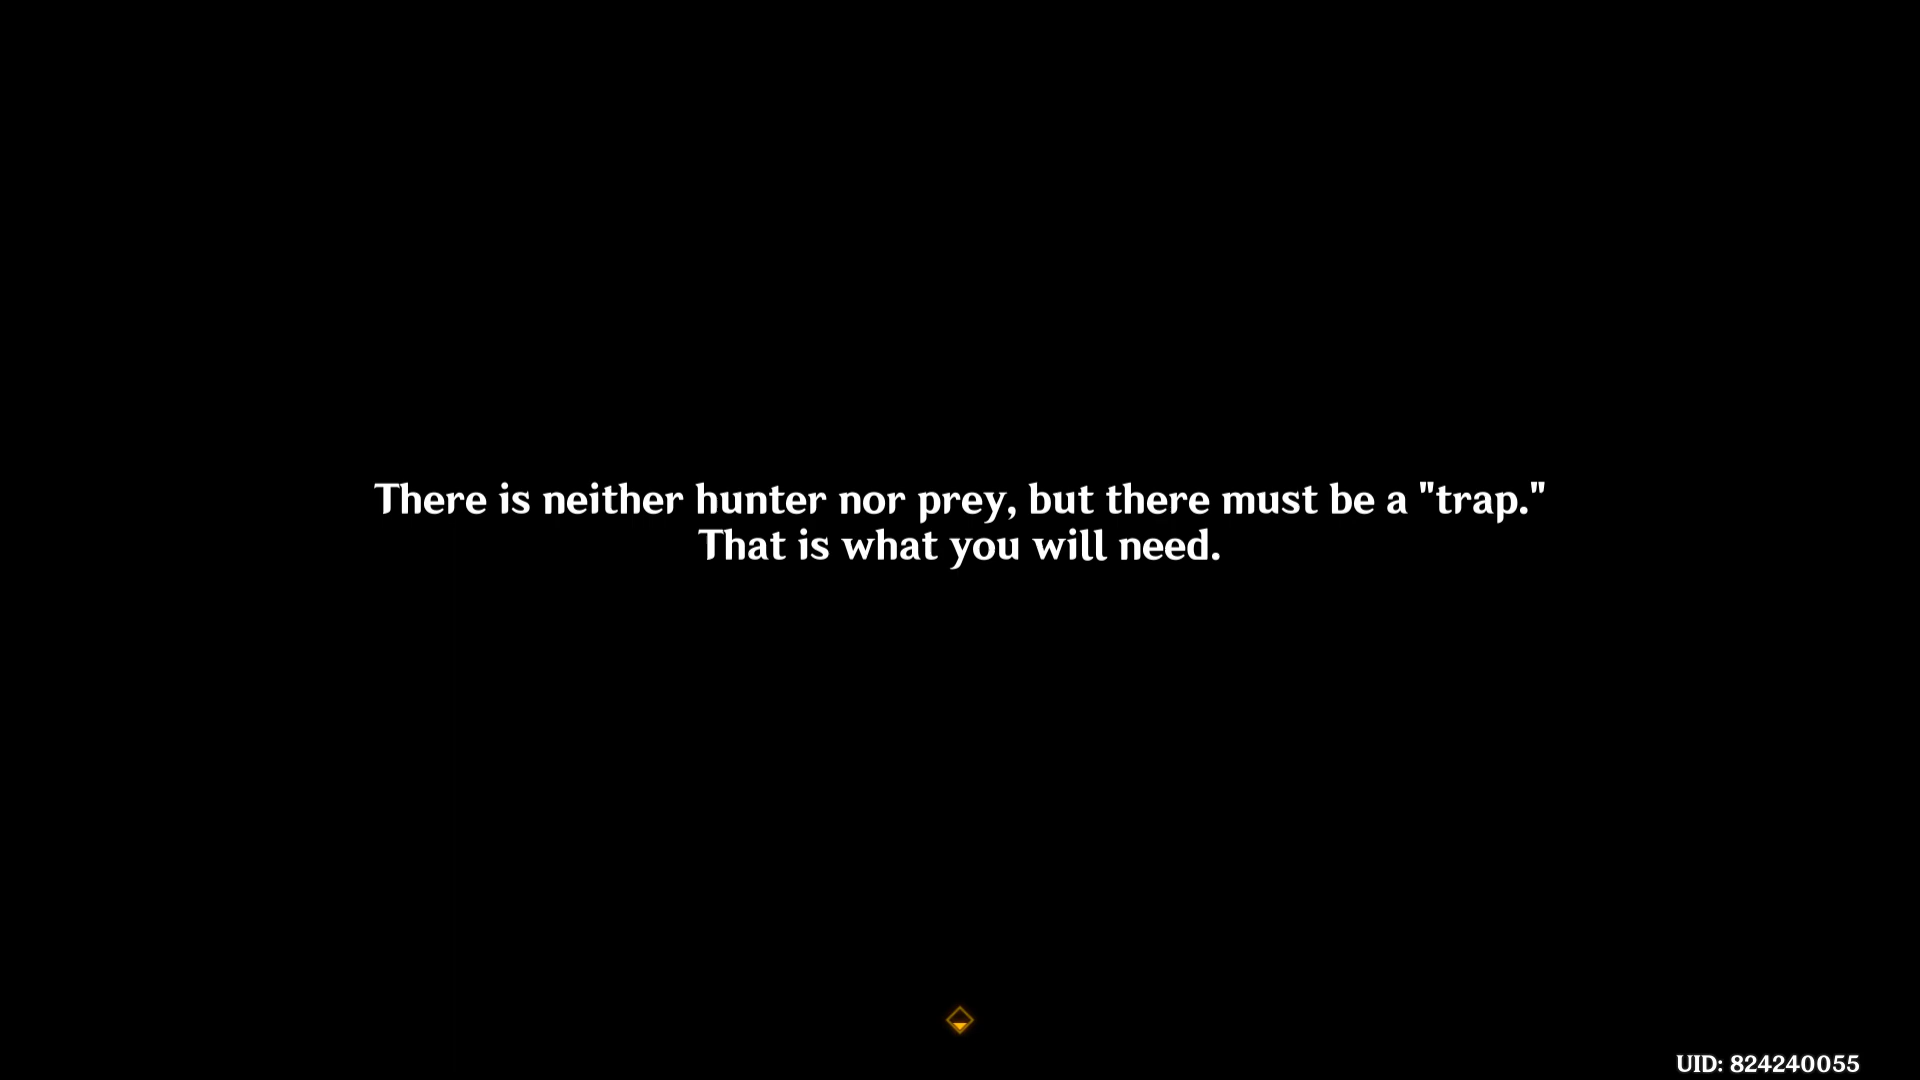 There is neither hunter nor prey, but there must be a "trap."
That is what you will need.
UID: 824240055